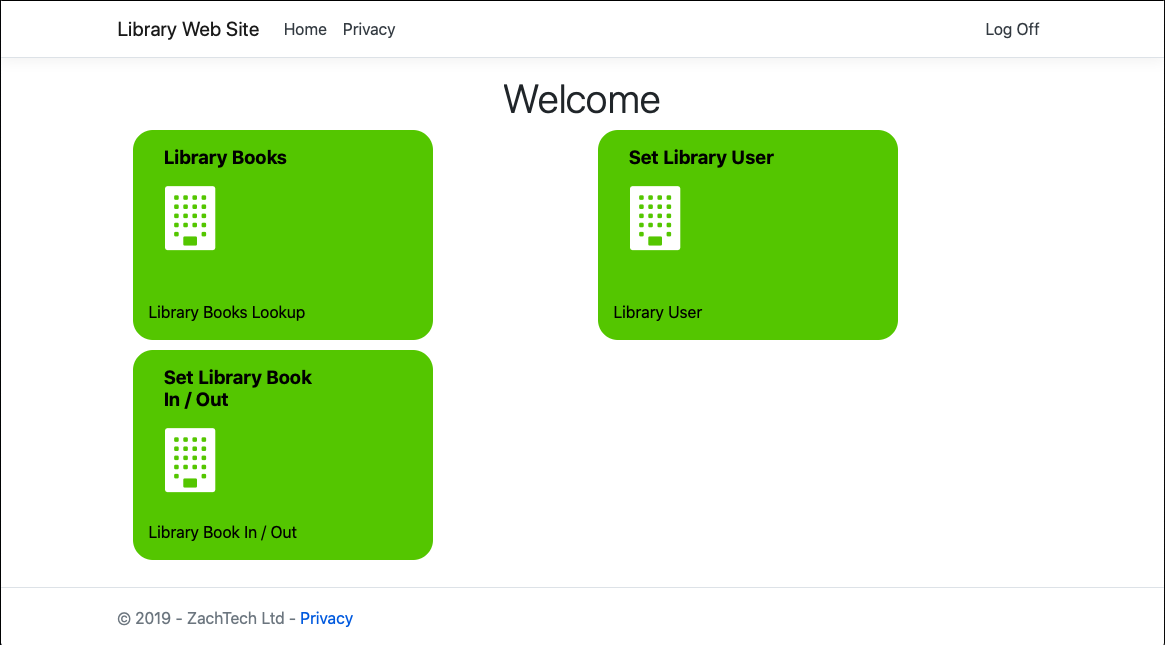 Library Web Site Home Privacy Log Off
Welcome
Library Books
Library Books Lookup
Set Library User
Library User
Set Library Book
In / Out
Library Book In / Out
© 2019 - ZachTech Ltd - Privacy